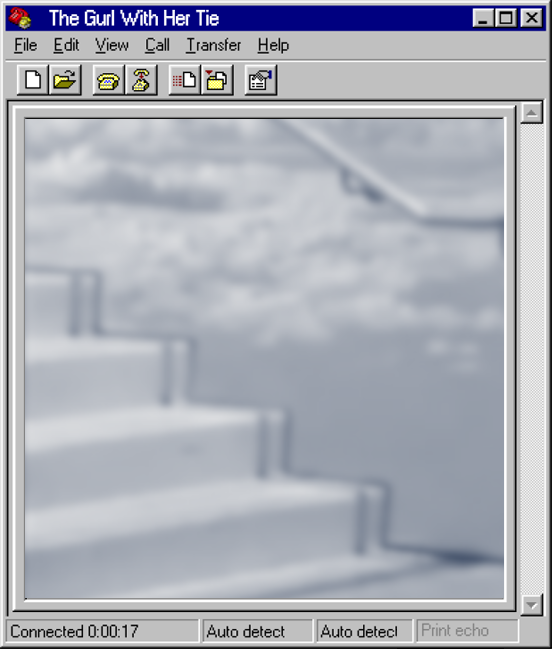 The Gurl With Her Tie
File Edit View Call Transfer Help
Connected 0:00:17 Auto detect Auto detect Print echo